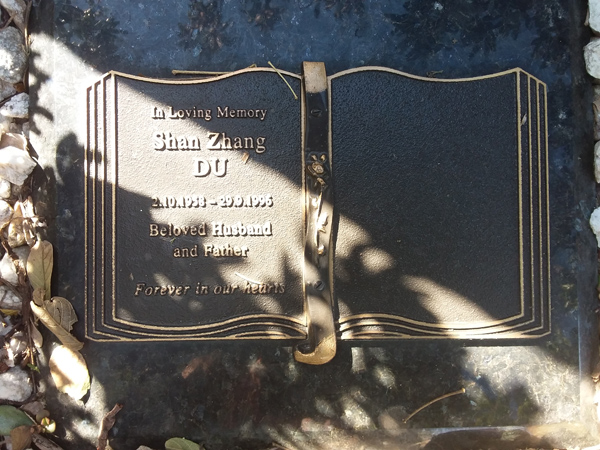 In Loving Memory
Shan Zhang
DU
2.10.1958 - 29.9.1996
Beloved Husband
and Father
Forever in our hearts